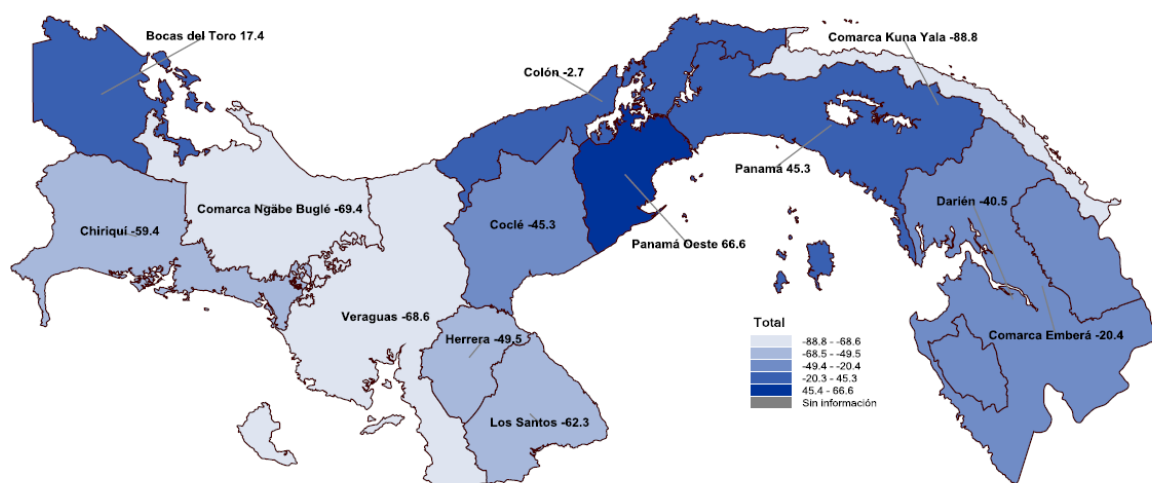 Bocas del Toro 17.4
Comarca Kuna Yala -88.8
Colón -2.7
Panamá 45.3
Comarca Ngäbe Buglé -69.4
Darién -40.5
Chiriquí -59.4
Coclé -45.3
Panamá Oeste 66.6
Veraguas -68.6
Herrera -49.5
Comarca Emberá -20.4
Los Santos -62.3
Total
-88.8 - -68.6
-68.5 - -49.5
-49.4 - -20.4
-20.3 - 45.3
45.4 - 66.6
Sin información